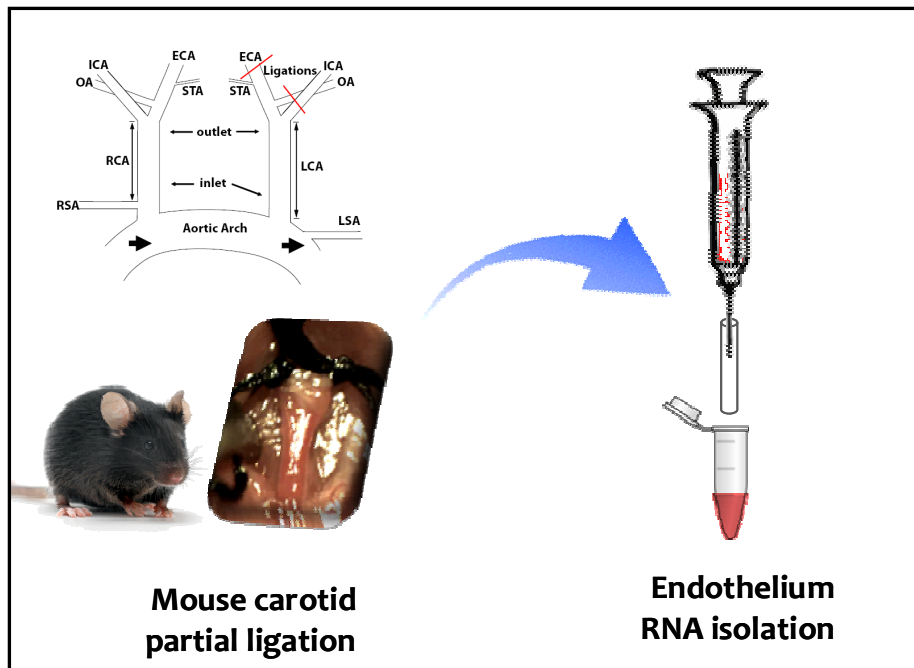 ECA
ECA
ICA
Ligations
ICA
OA
STA
STA
OA
outlet
RCA
LCA
inlet
RSA
LSA
Aortic Arch
Mouse carotid
partial ligation
Endothelium
RNA isolation